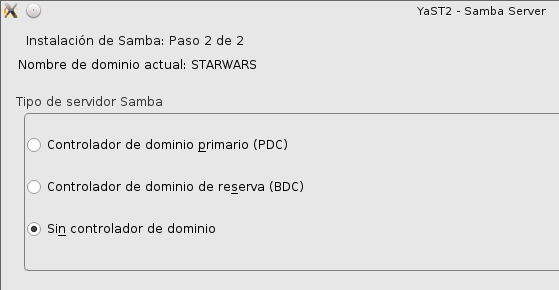 YaST2 - Samba Server
Instalación de Samba: Paso 2 de 2
Nombre de dominio actual: STARWARS
Tipo de servidor Samba
Controlador de dominio primario (PDC)
Controlador de dominio de reserva (BDC)
Sin controlador de dominio